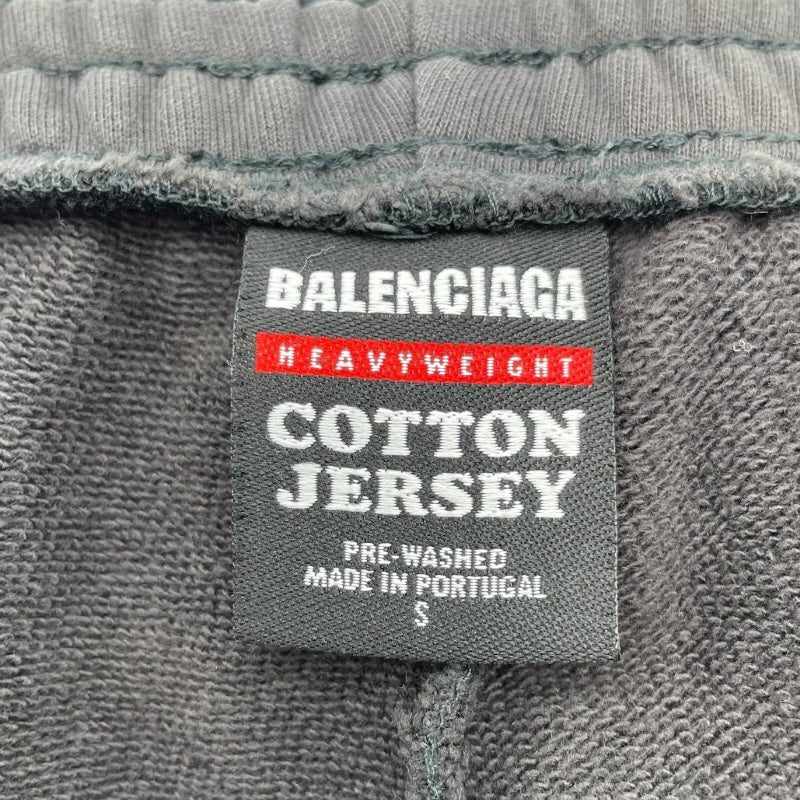 BALENCIAGA
HEAVYWEIGHT
COTTON
JERSEY
PRE-WASHED
MADE IN PORTUGAL
S